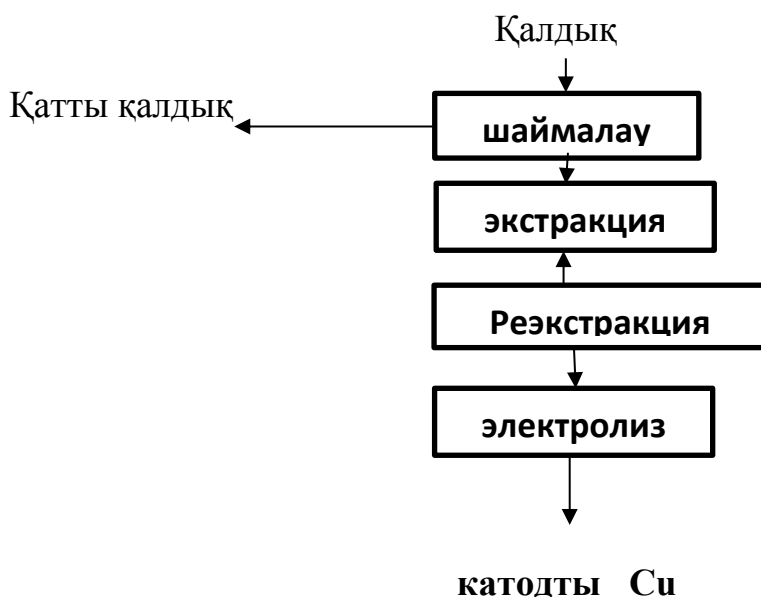 Қалдық
Қатты қалдық
шаймалау
экстракция
Реэкстракция
электролиз
катодты Cu